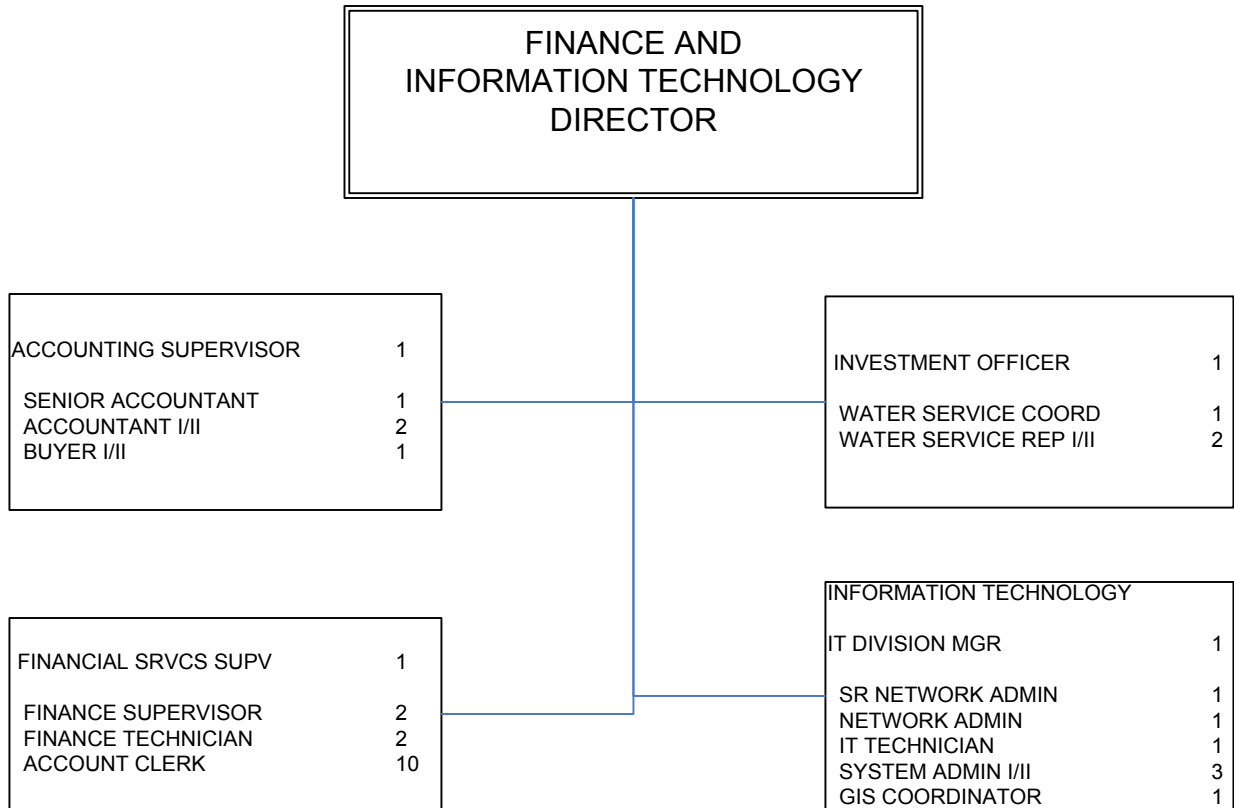 FINANCE AND
INFORMATION TECHNOLOGY
DIRECTOR
ACCOUNTING SUPERVISOR 1
SENIOR ACCOUNTANT 1
ACCOUNTANT I/II 2
BUYER I/II 1
INVESTMENT OFFICER 1
WATER SERVICE COORD 1
WATER SERVICE REP I/II 2
FINANCIAL SRVCS SUPV 1
FINANCE SUPERVISOR 2
FINANCE TECHNICIAN 2
ACCOUNT CLERK 10
INFORMATION TECHNOLOGY
IT DIVISION MGR 1
SR NETWORK ADMIN 1
NETWORK ADMIN 1
IT TECHNICIAN 1
SYSTEM ADMIN I/II 3
GIS COORDINATOR 1